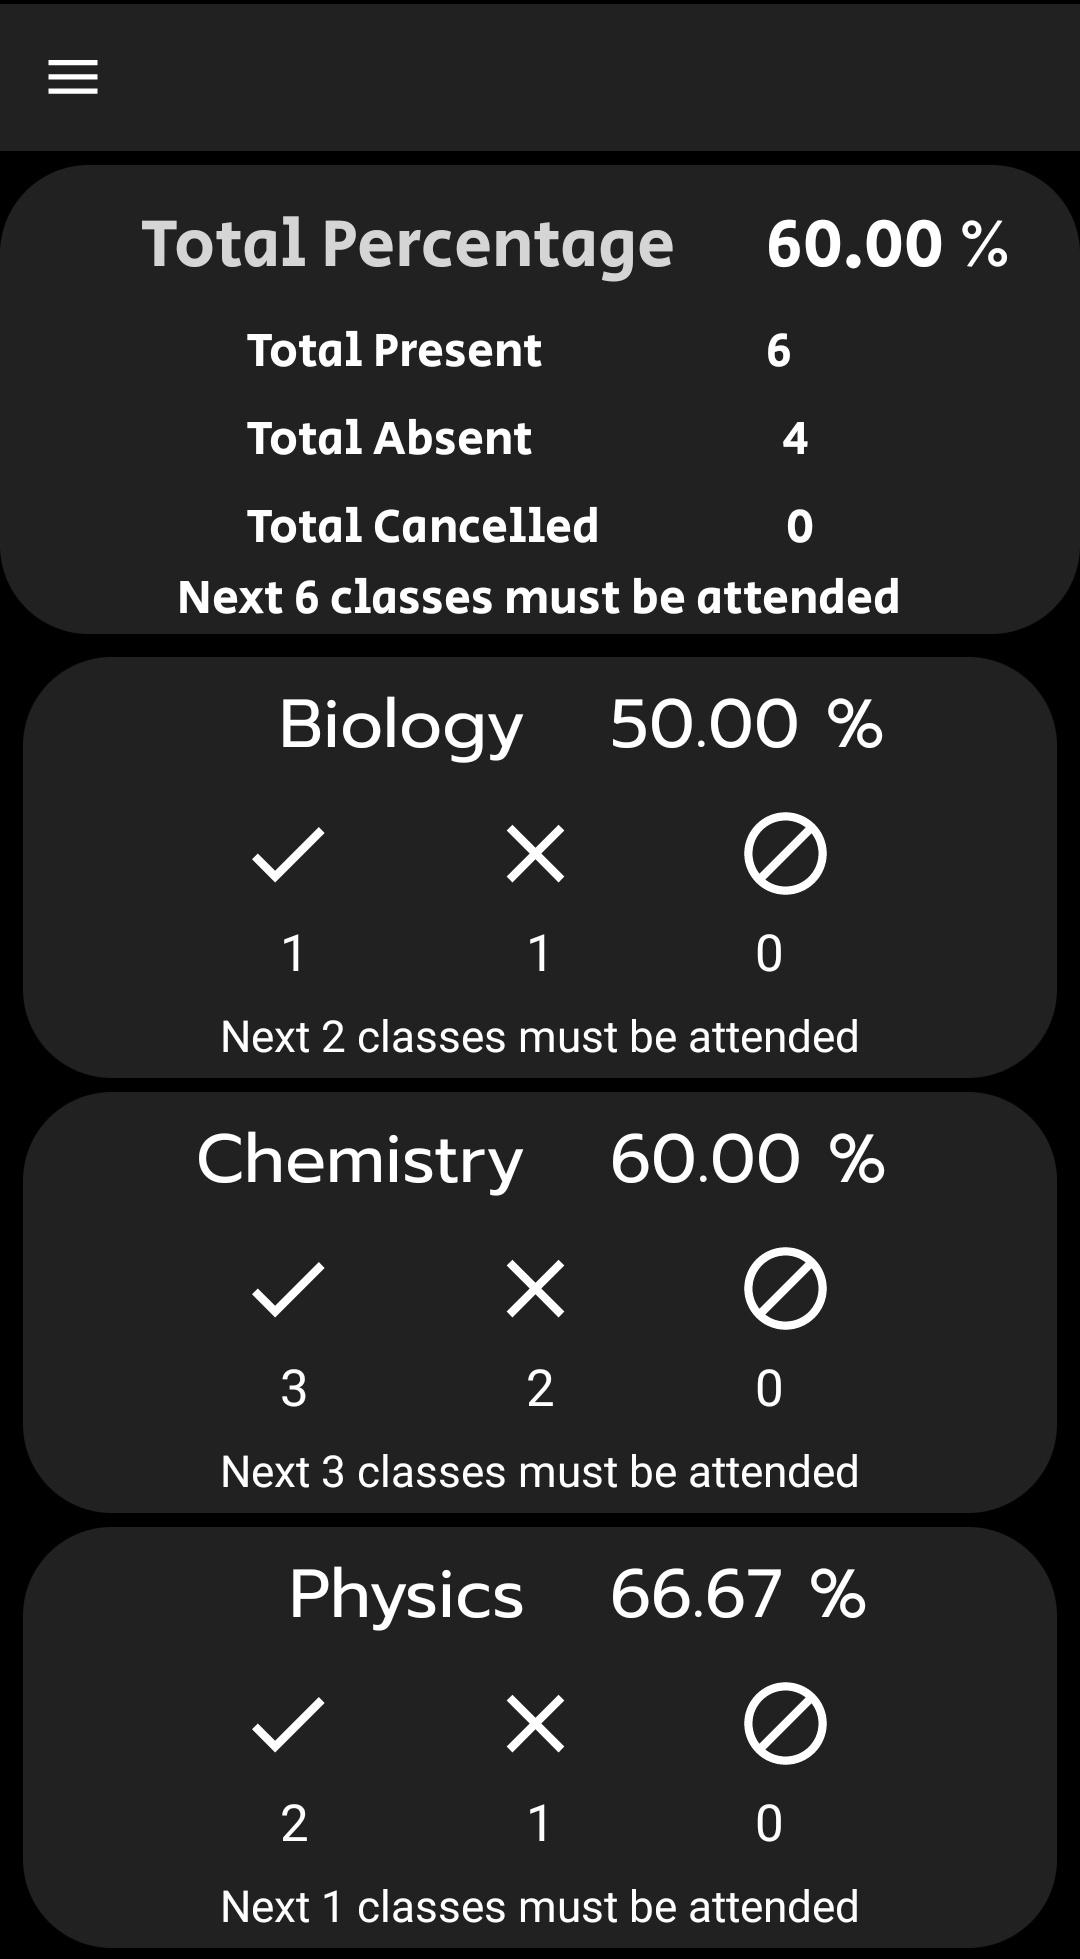 Total Percentage 60.00 %
Total Present 6
Total Absent 4
Total Cancelled 0
Next 6 classes must be attended
Biology 50.00 %
1 1 0
Next 2 classes must be attended
Chemistry 60.00 %
3 2 0
Next 3 classes must be attended
Physics 66.67 %
2 1 0
Next 1 classes must be attended